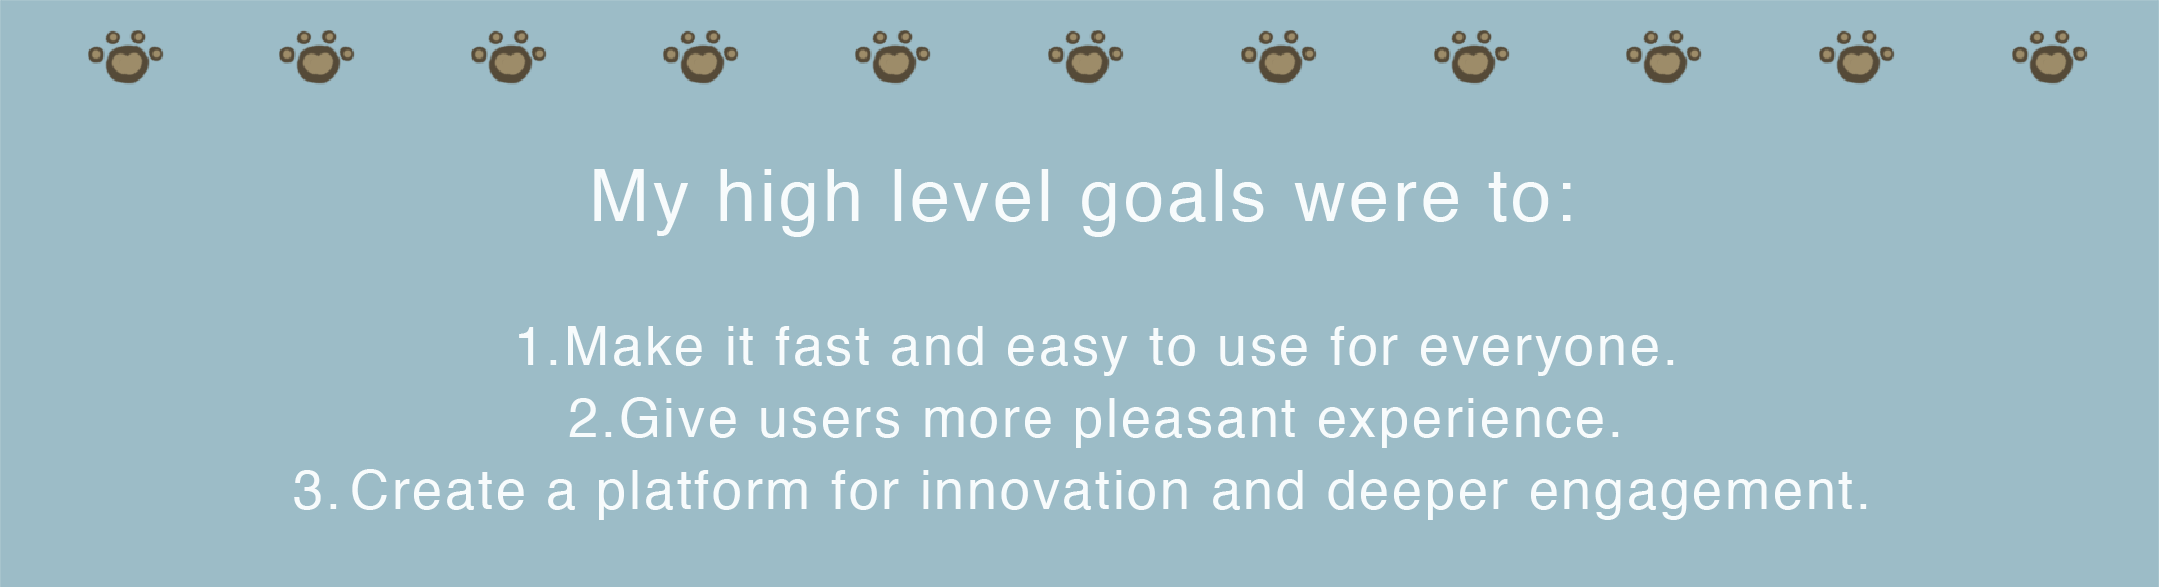 My high level goals were to:
1.Make it fast and easy to use for everyone.
2.Give users more pleasant experience.
3.Create a platform for innovation and deeper engagement.